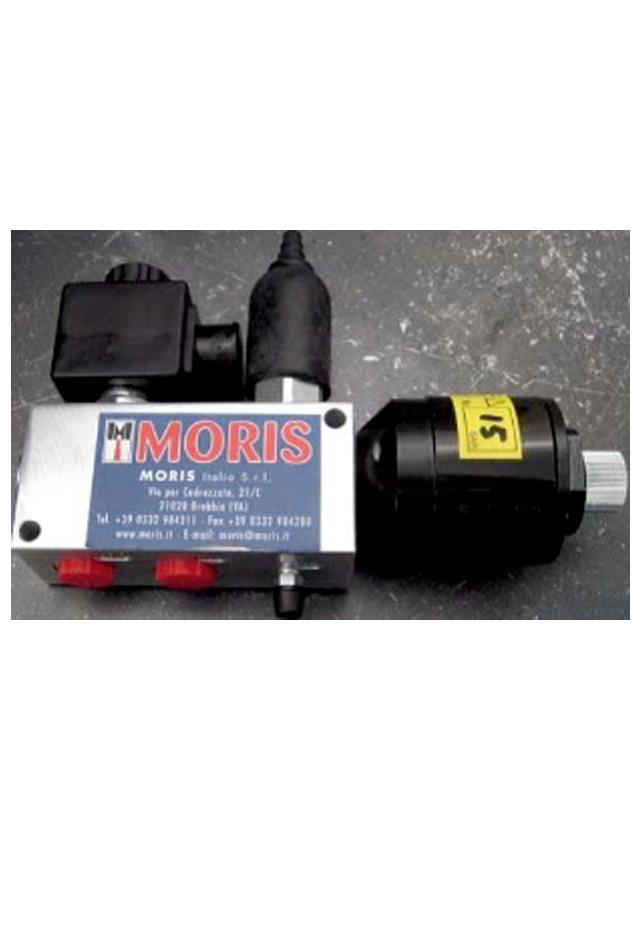 MORIS
MORIS Italia S.r.l.
Via per Cadrezzate, 21/C
21020 Brebbia (VA)
Tel. +39 0332 984211 - Fax +39 0332 984280
www.moris.it - E-mail: moris@moris.it
15